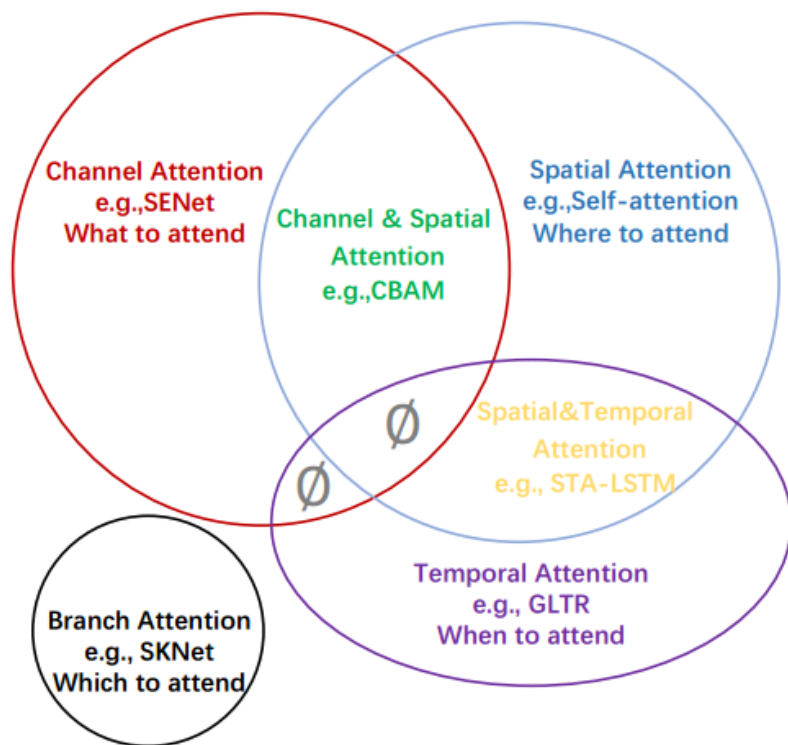 Channel Attention
e.g.,SENet
What to attend
Channel & Spatial
Attention
e.g.,CBAM
Spatial Attention
e.g.,Self-attention
Where to attend
∅
∅
Spatial&Temporal
Attention
e.g., STA-LSTM
Temporal Attention
e.g., GLTR
When to attend
Branch Attention
e.g., SKNet
Which to attend